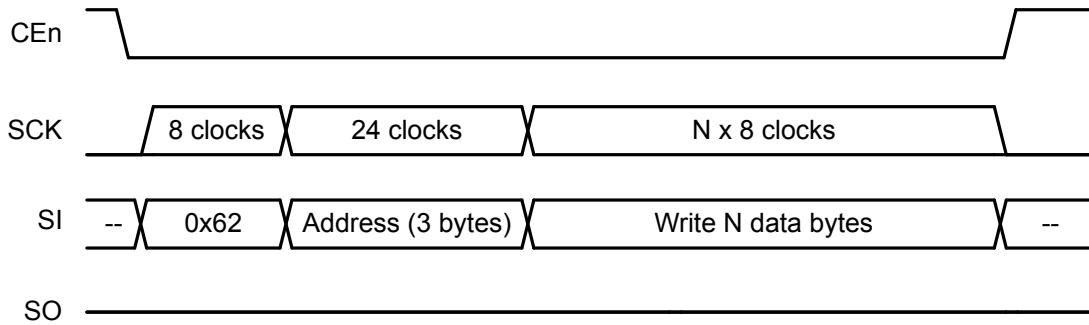 CEn
SCK 8 clocks 24 clocks N x 8 clocks
SI -- 0x62 Address (3 bytes) Write N data bytes --
SO